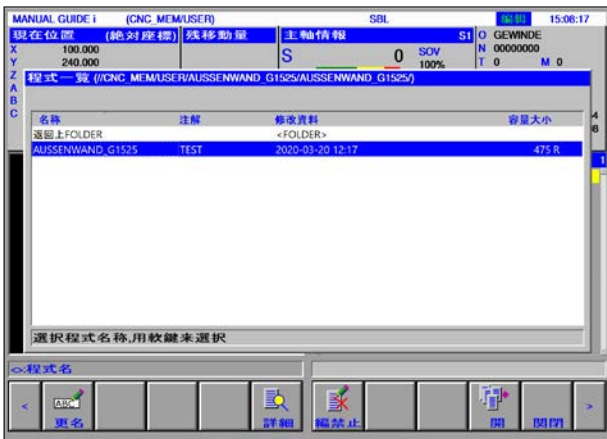 MANUAL GUIDE i (CNC_MEM/USER) SBL 編輯 15:08:17
現在位置 (絶対座標) 残移動量 主軸情報 S1 O GEWINDE
X 100.000 S 0 SOV N 00000000
Y 240.000 100% T 0 M 0
Z 程式一覧 (//CNC_MEM/USER/AUSSENWAND_G1525/AUSSENWAND_G1525/)
A
B
C
名称 注解 修改資料 容量大小
返回上FOLDER <FOLDER>
AUSSENWAND_G1525 TEST 2020-03-20 12:17 475 R
選択程式名称,用軟鍵来選択
<>:程式名
< ABC 更名 詳細 編禁止 開 関閉 >